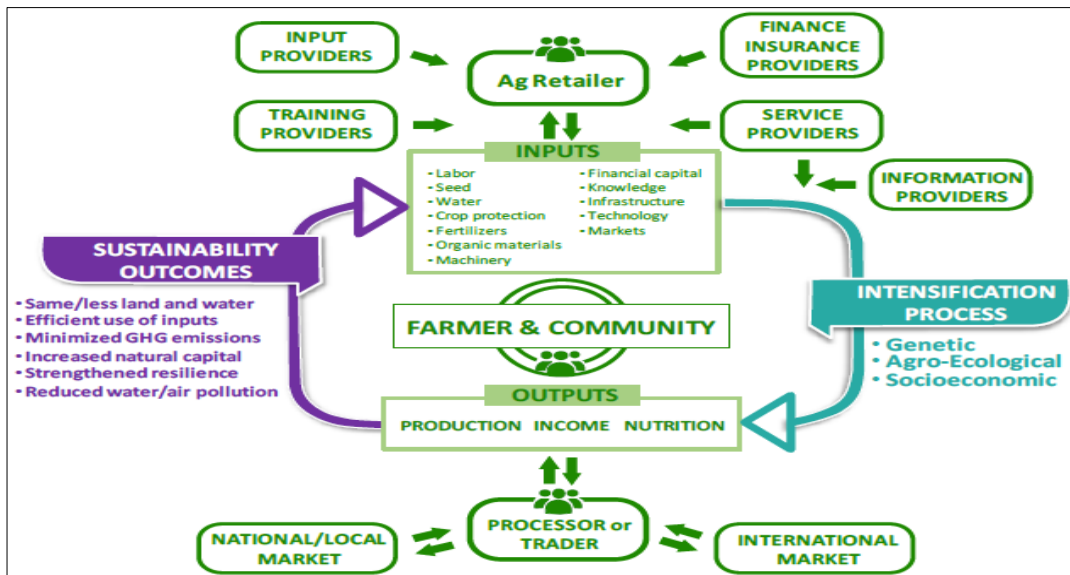 INPUT
PROVIDERS
FINANCE
INSURANCE
PROVIDERS
Ag Retailer
TRAINING
PROVIDERS
SERVICE
PROVIDERS
INPUTS
• Labor
• Seed
• Water
• Crop protection
• Fertilizers
• Organic materials
• Machinery
• Financial capital
• Knowledge
• Infrastructure
• Technology
• Markets
INFORMATION
PROVIDERS
SUSTAINABILITY
OUTCOMES
• Same/less land and water
• Efficient use of inputs
• Minimized GHG emissions
• Increased natural capital
• Strengthened resilience
• Reduced water/air pollution
FARMER & COMMUNITY
INTENSIFICATION
PROCESS
• Genetic
• Agro-Ecological
• Socioeconomic
OUTPUTS
PRODUCTION INCOME NUTRITION
PROCESSOR or
TRADER
NATIONAL/LOCAL
MARKET
INTERNATIONAL
MARKET